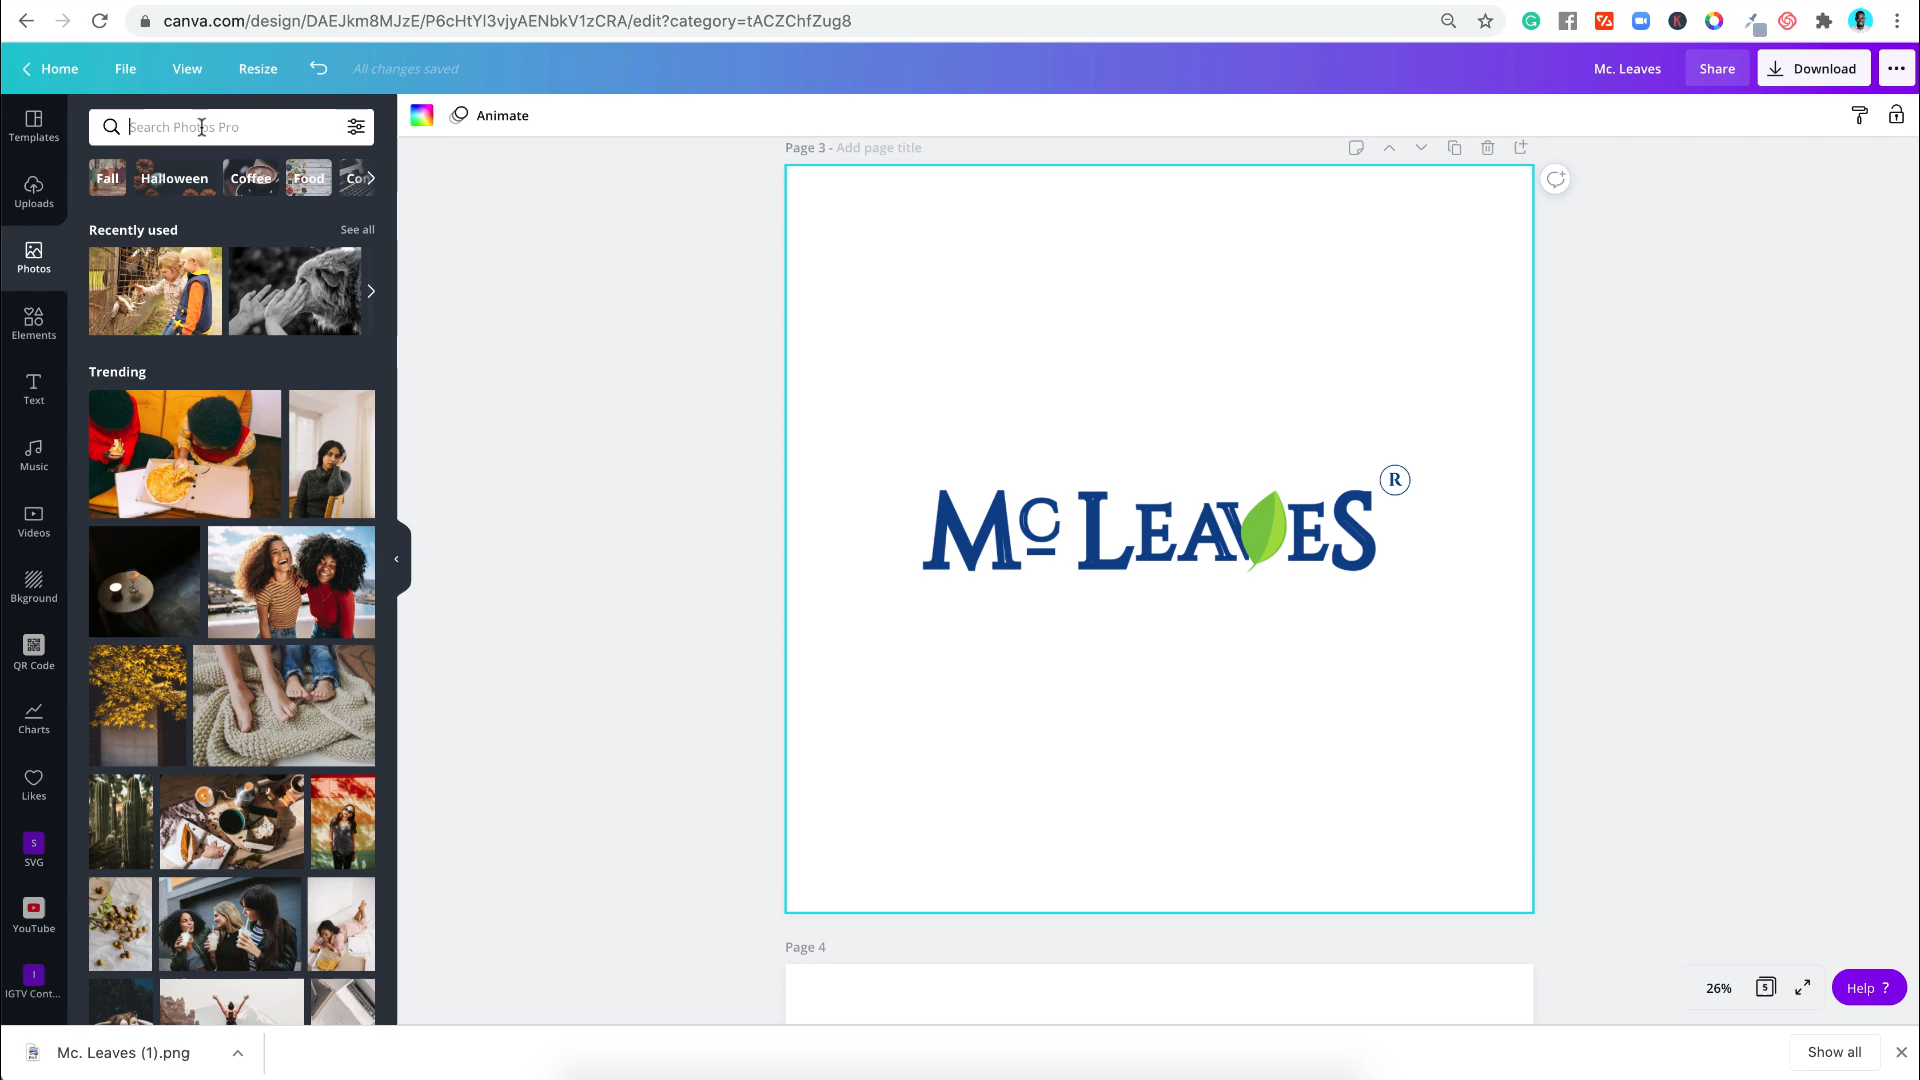 canva.com/design/DAEJkm8MJzE/P6cHtYl3vjyAENbkV1zCRA/edit?category=tACZChfZug8
Home File View Resize All changes saved Mc. Leaves Share Download
Templates
Uploads
Photos
Elements
Text
Music
Videos
Bkground
QR Code
Charts
Likes
S
SVG
YouTube
I
IGTV Cont...
Search Photos Pro
Fall Halloween Coffee Food
Recently used See all
Trending
Animate
Page 3 - Add page title
Mc LEAVES R
Page 4
26% 5 Help ?
Mc. Leaves (1).png Show all